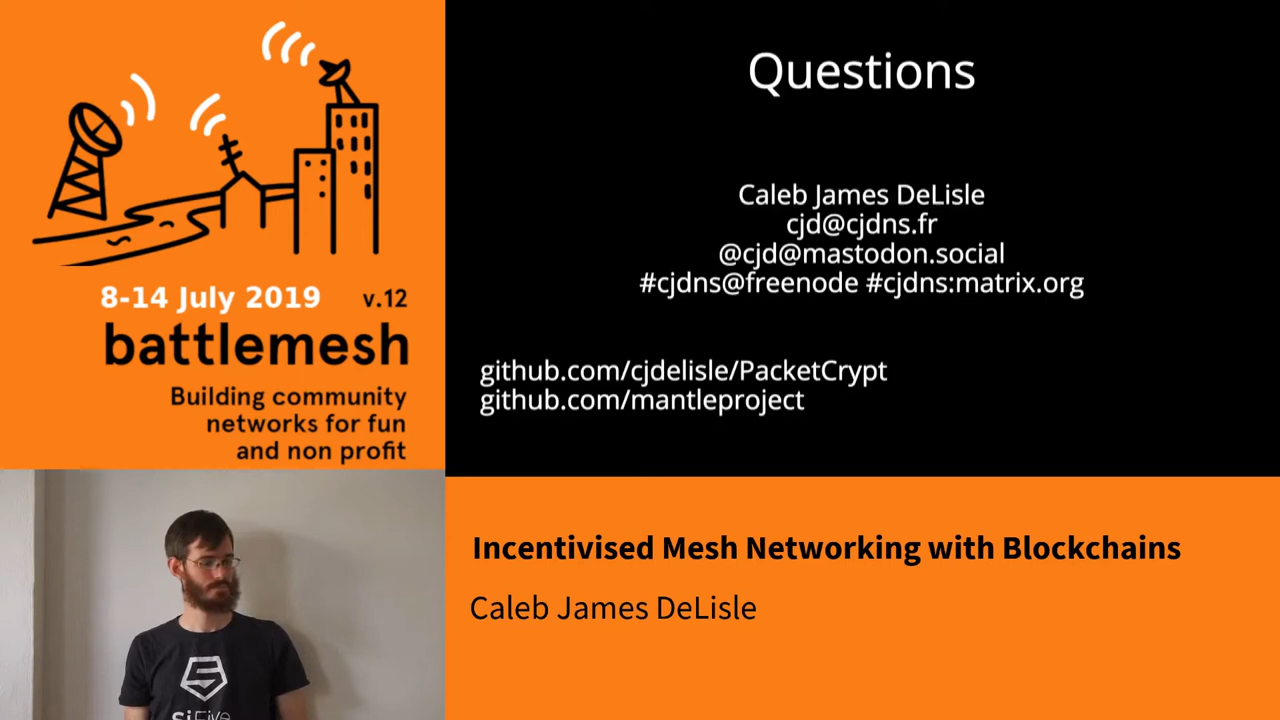 8-14 July 2019 v.12
battlemesh
Building community
networks for fun
and non profit
Questions
Caleb James DeLisle
cjd@cjdns.fr
@cjd@mastodon.social
#cjdns@freenode #cjdns:matrix.org
github.com/cjdelisle/PacketCrypt
github.com/mantleproject
SiFive
Incentivised Mesh Networking with Blockchains
Caleb James DeLisle